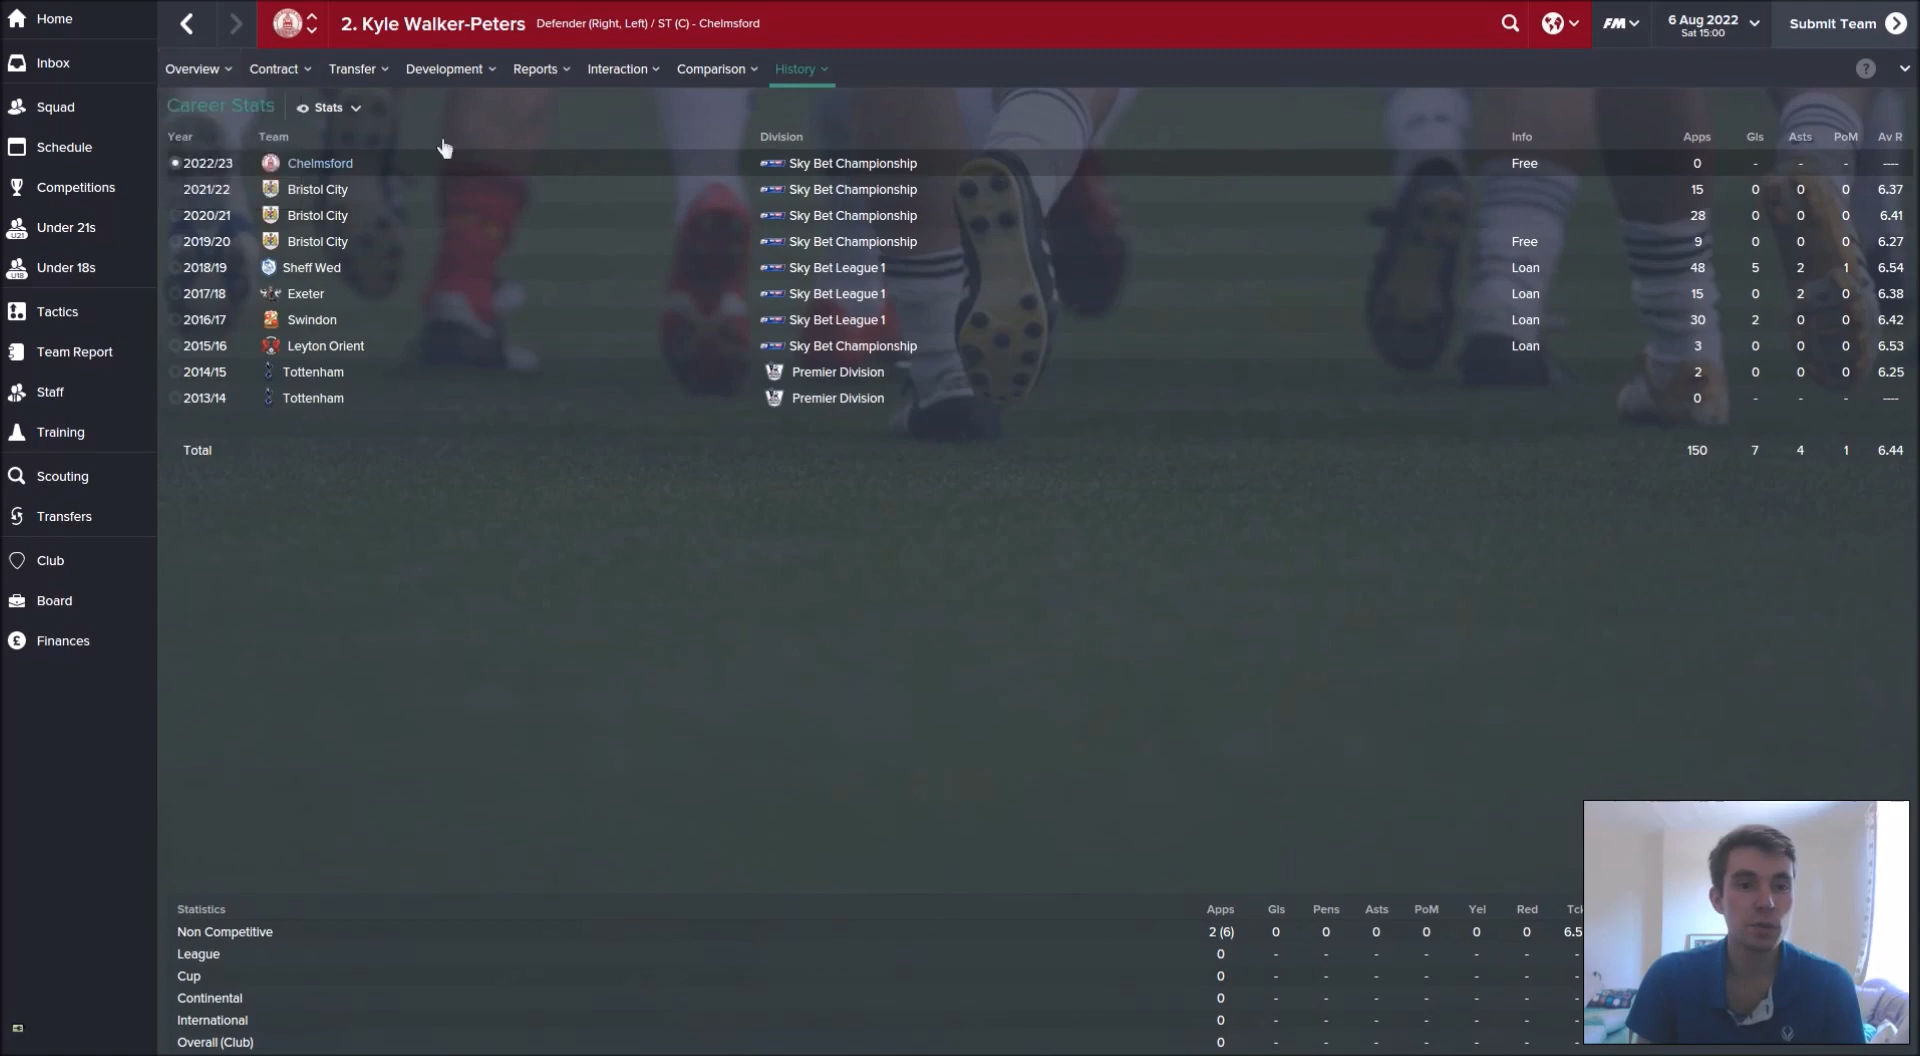 Home
Inbox
Squad
Schedule
Competitions
Under 21s
Under 18s
Tactics
Team Report
Staff
Training
Scouting
Transfers
Club
Board
Finances
2. Kyle Walker-Peters Defender (Right, Left) / ST (C) - Chelmsford
FM 6 Aug 2022 Submit Team
Sat 15:00
Overview Contract Transfer Development Reports Interaction Comparison History ?
Career Stats Stats
Year Team Division Info Apps Gls Asts PoM Av R
2022/23 Chelmsford Sky Bet Championship Free 0 - - - ----
2021/22 Bristol City Sky Bet Championship 15 0 0 0 6.37
2020/21 Bristol City Sky Bet Championship 28 0 0 0 6.41
2019/20 Bristol City Sky Bet Championship Free 9 0 0 0 6.27
2018/19 Sheff Wed Sky Bet League 1 Loan 48 5 2 1 6.54
2017/18 Exeter Sky Bet League 1 Loan 15 0 2 0 6.38
2016/17 Swindon Sky Bet League 1 Loan 30 2 0 0 6.42
2015/16 Leyton Orient Sky Bet Championship Loan 3 0 0 0 6.53
2014/15 Tottenham Premier Division 2 0 0 0 6.25
2013/14 Tottenham Premier Division 0 - - - ----
Total 150 7 4 1 6.44
Statistics Apps Gls Pens Asts PoM Yel Red Tck
Non Competitive 2 (6) 0 0 0 0 0 0 6.5
League 0 - - - - - -
Cup 0 - - - - - -
Continental 0 - - - - - -
International 0 - - - - - -
Overall (Club) 0 - - - - - -